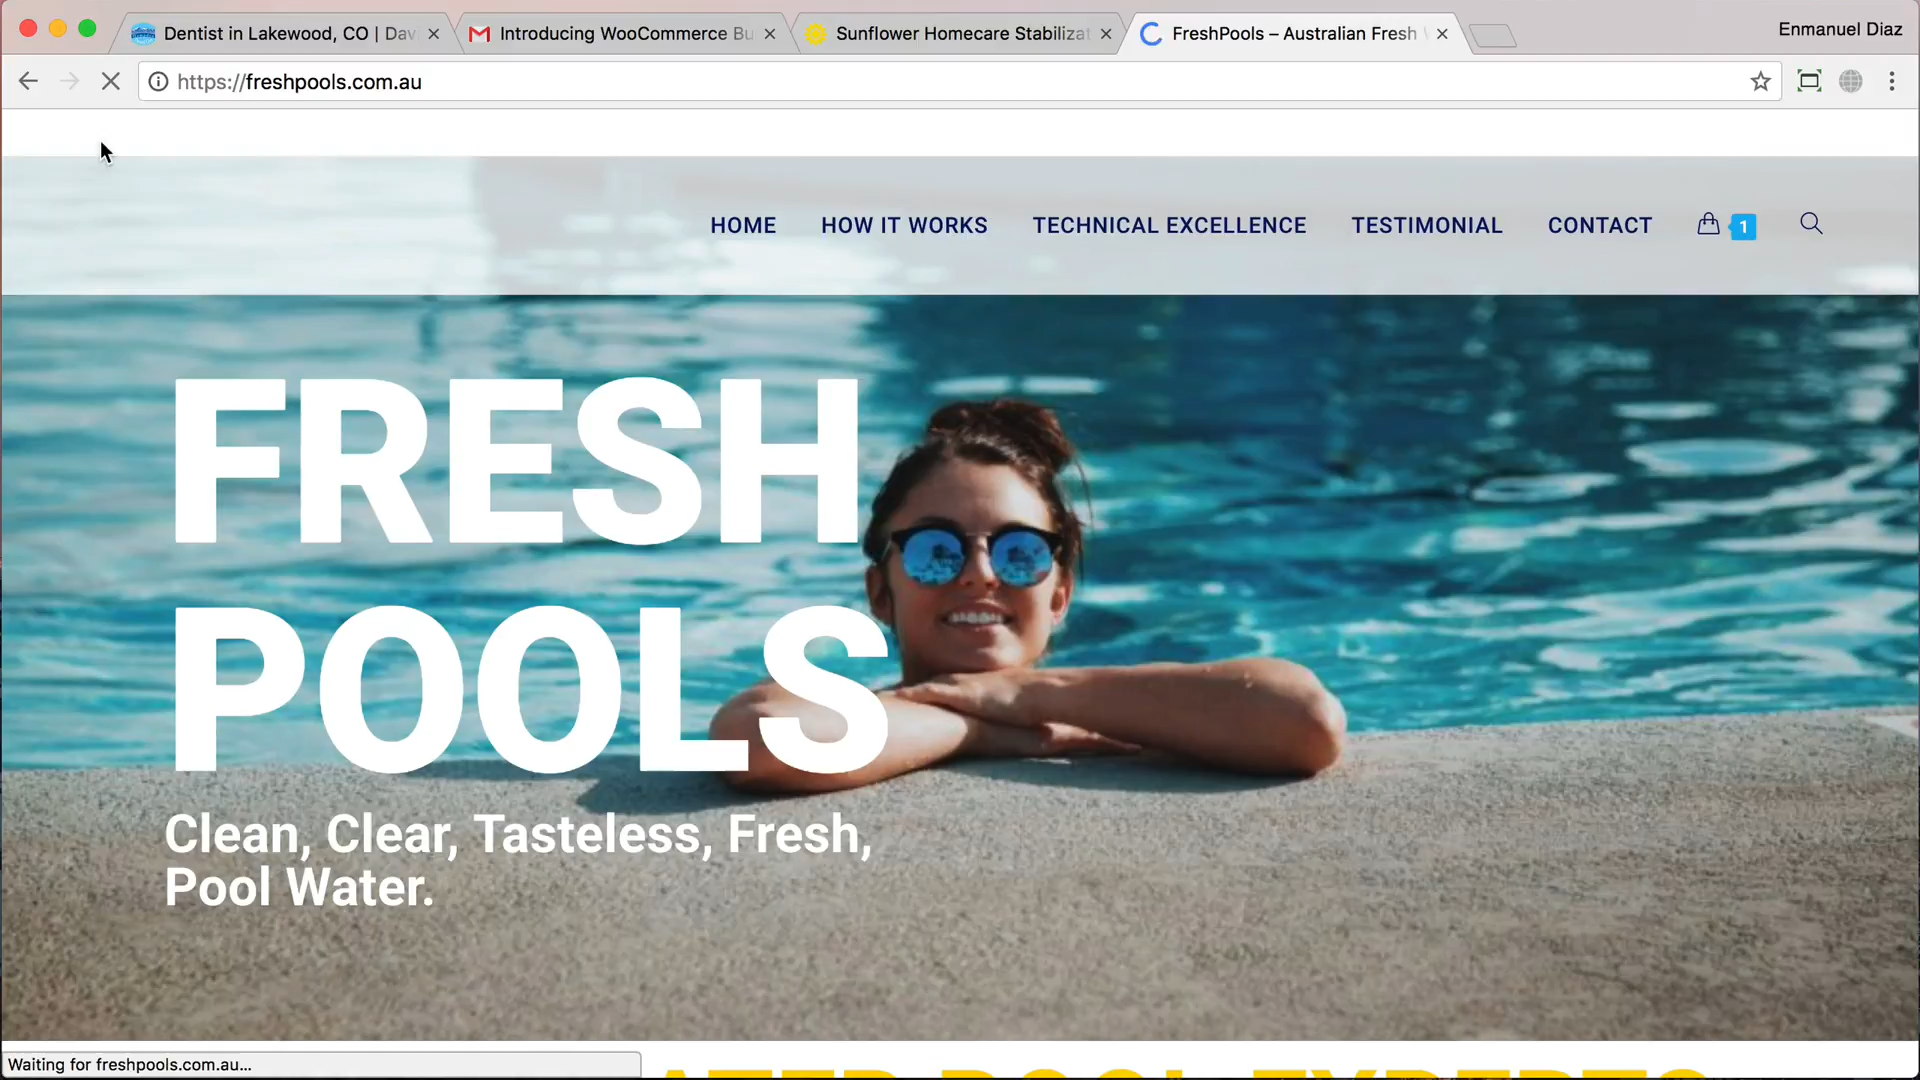 Dentist in Lakewood, CO | Dav
Introducing WooCommerce Bu
Sunflower Homecare Stabilizat
FreshPools – Australian Fresh
Enmanuel Diaz
https://freshpools.com.au
HOME
HOW IT WORKS
TECHNICAL EXCELLENCE
TESTIMONIAL
CONTACT
1
FRESH
POOLS
Clean, Clear, Tasteless, Fresh,
Pool Water.
Waiting for freshpools.com.au...